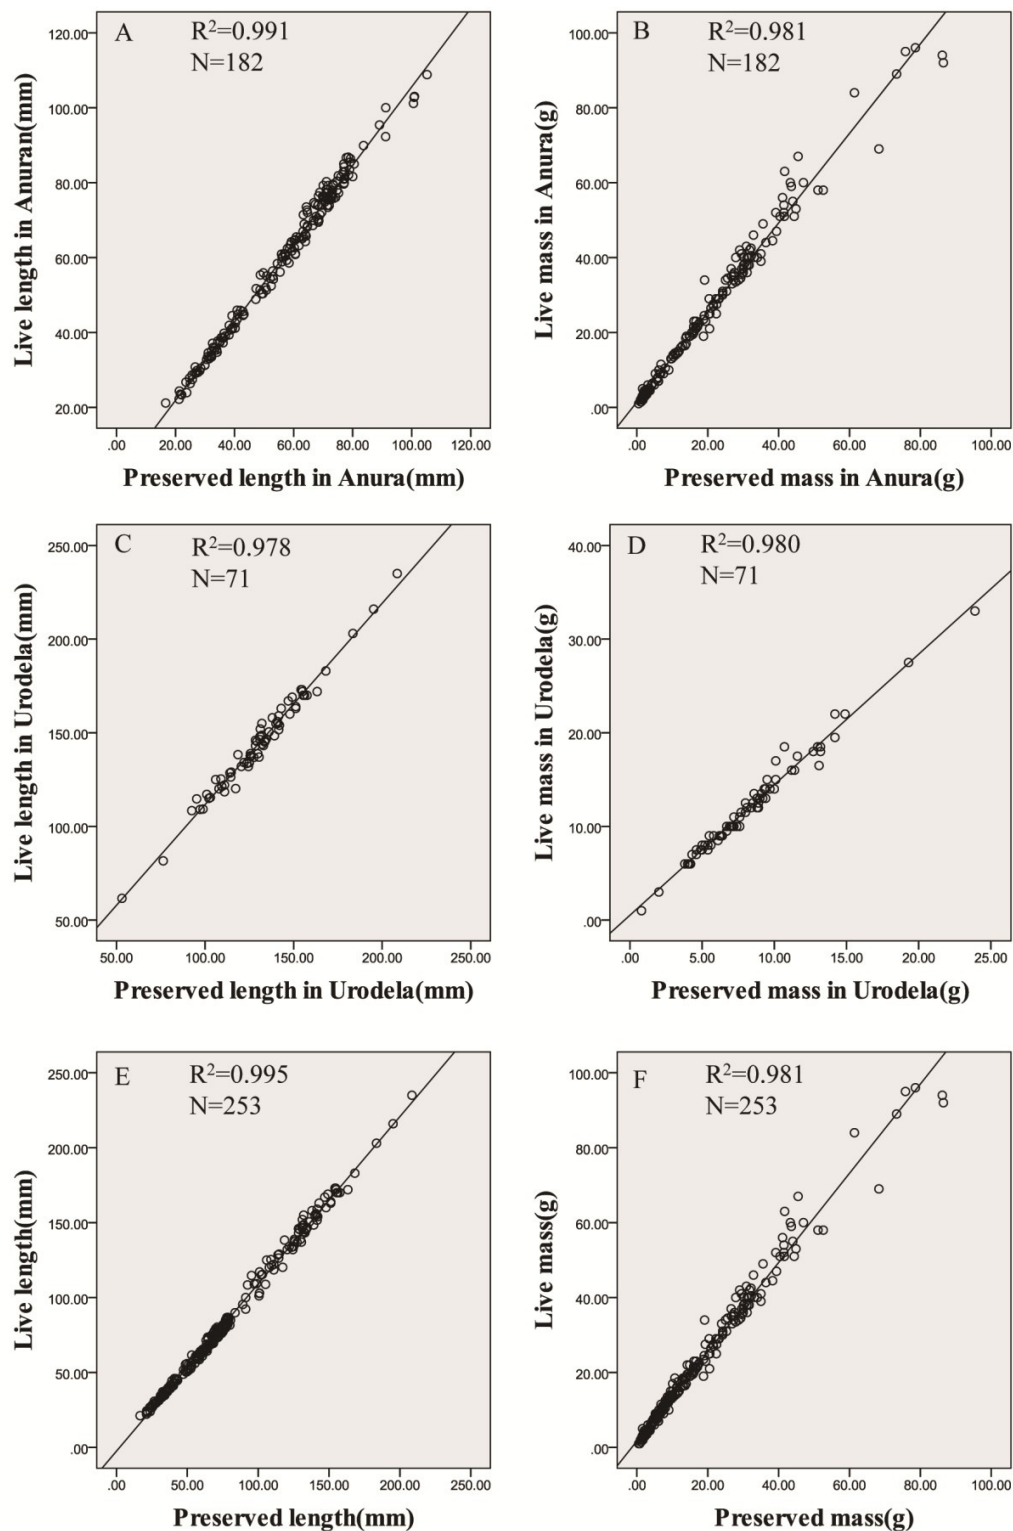 A
R²=0.991
N=182
120.00
100.00
80.00
60.00
40.00
20.00
Live length in Anuran(mm)
.00 20.00 40.00 60.00 80.00 100.00 120.00
Preserved length in Anura(mm)
B
R²=0.981
N=182
100.00
80.00
60.00
40.00
20.00
.00
Live mass in Anura(g)
.00 20.00 40.00 60.00 80.00 100.00
Preserved mass in Anura(g)
C
R²=0.978
N=71
250.00
200.00
150.00
100.00
50.00
Live length in Urodela(mm)
50.00 100.00 150.00 200.00 250.00
Preserved length in Urodela(mm)
D
R²=0.980
N=71
40.00
30.00
20.00
10.00
.00
Live mass in Urodela(g)
.00 5.00 10.00 15.00 20.00 25.00
Preserved mass in Urodela(g)
E
R²=0.995
N=253
250.00
200.00
150.00
100.00
50.00
.00
Live length(mm)
.00 50.00 100.00 150.00 200.00 250.00
Preserved length(mm)
F
R²=0.981
N=253
100.00
80.00
60.00
40.00
20.00
.00
Live mass(g)
.00 20.00 40.00 60.00 80.00 100.00
Preserved mass(g)